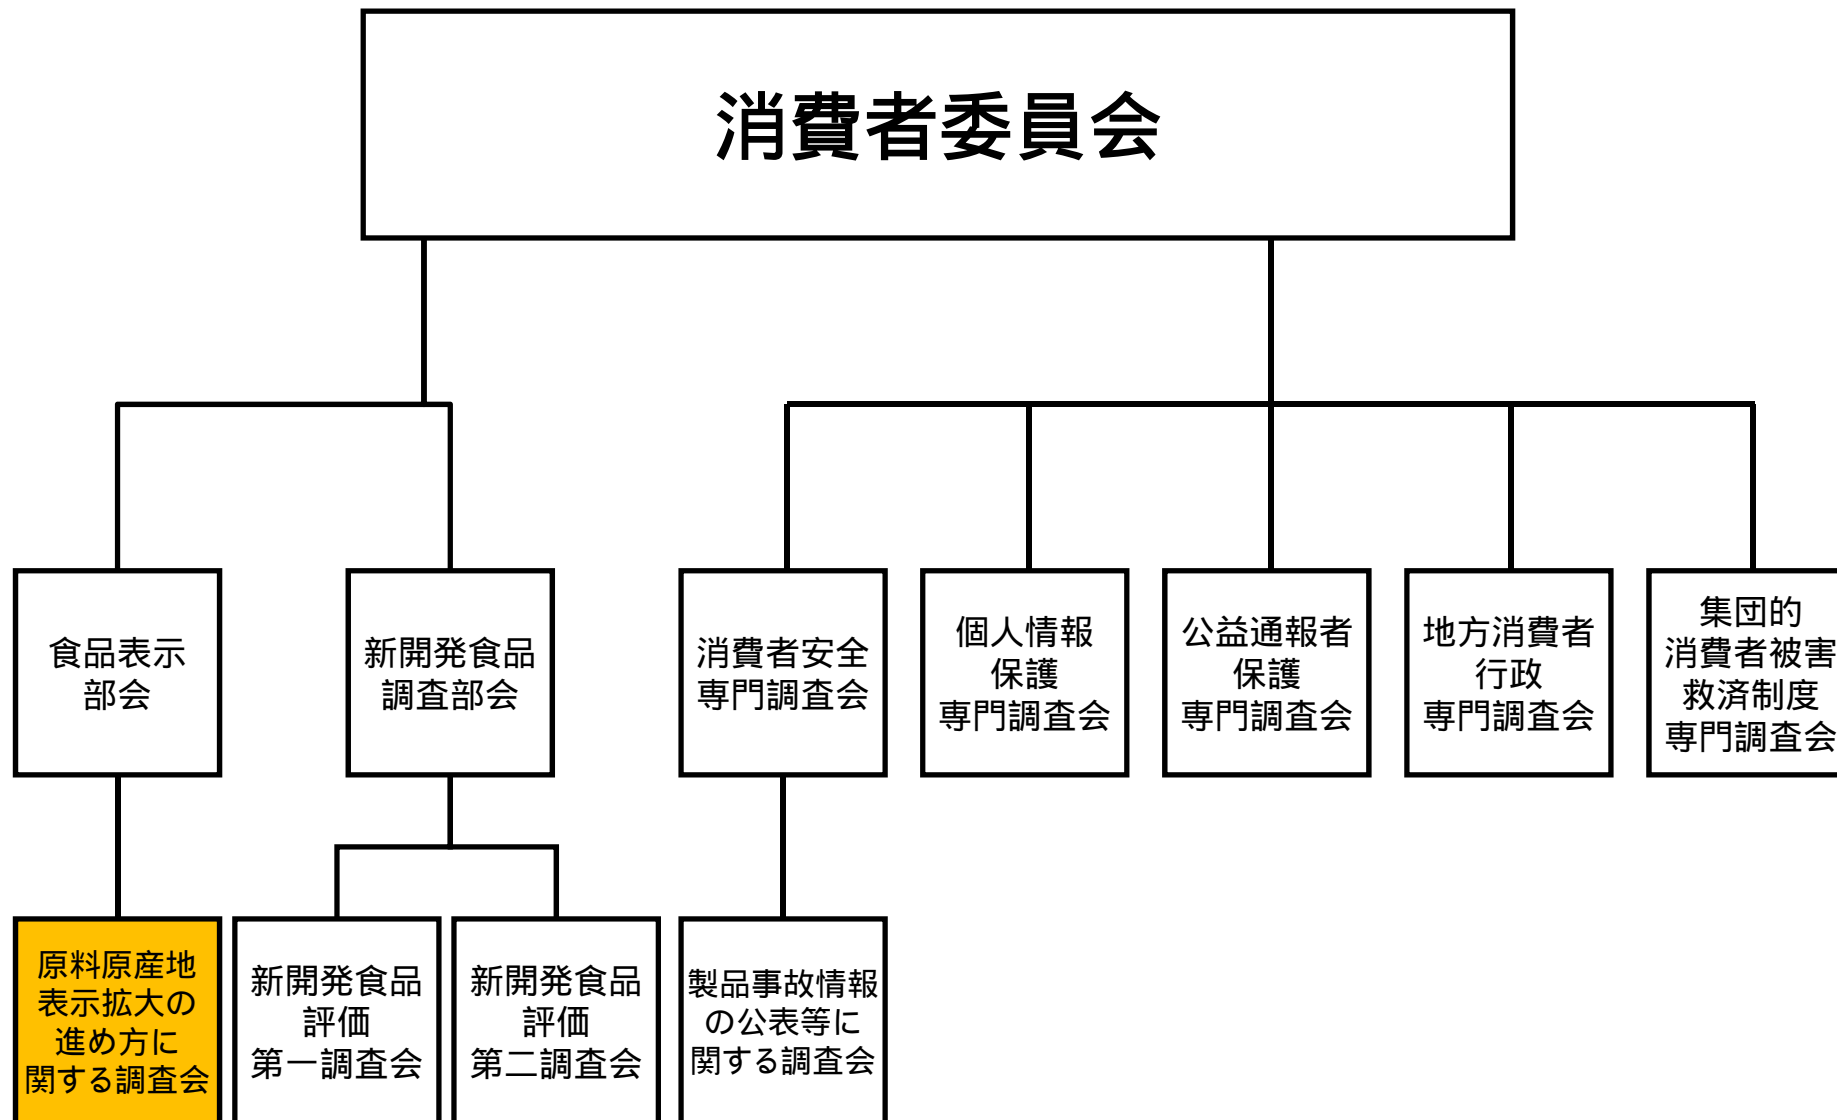 消費者委員会
食品表示
部会
新開発食品
調査部会
消費者安全
専門調査会
個人情報
保護
専門調査会
公益通報者
保護
専門調査会
地方消費者
行政
専門調査会
集団的
消費者被害
救済制度
専門調査会
原料原産地
表示拡大の
進め方に
関する調査会
新開発食品
評価
第一調査会
新開発食品
評価
第二調査会
製品事故情報
の公表等に
関する調査会